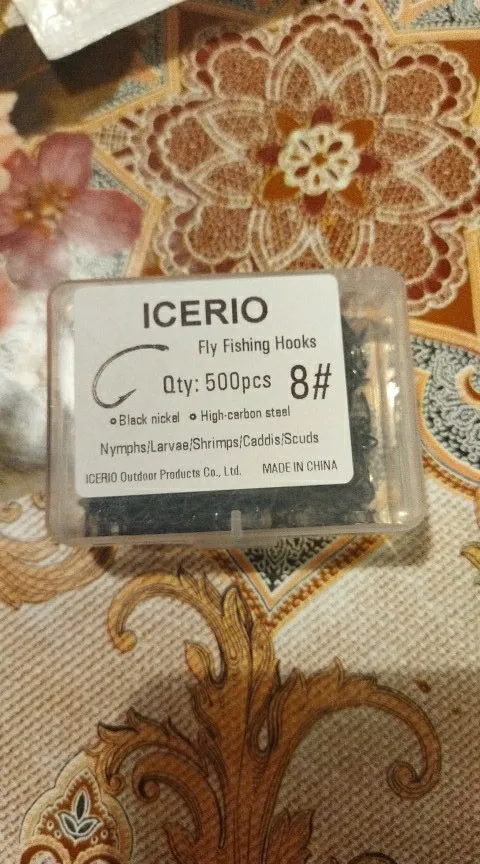 ICERIO
Fly Fishing Hooks
Qty: 500pcs 8#
Black nickel High-carbon steel
Nymphs/Larvae/Shrimps/Caddis/Scuds
ICERIO Outdoor Products Co., Ltd. MADE IN CHINA